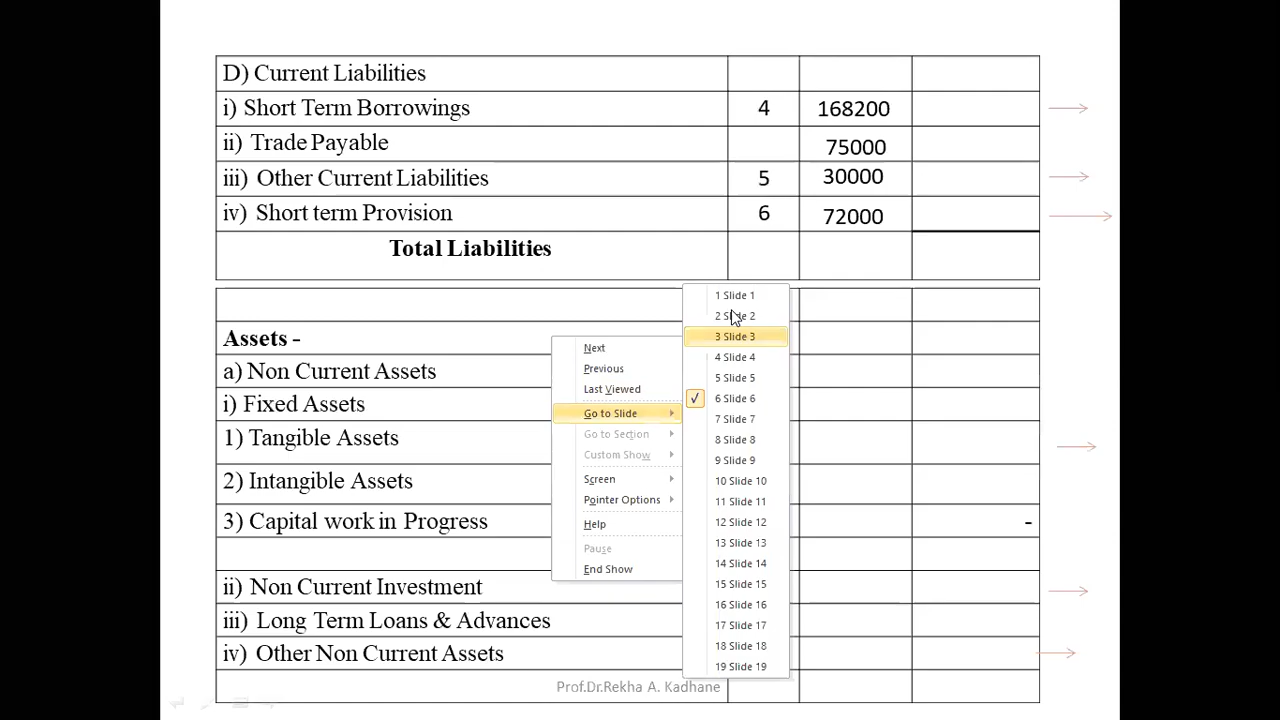 D) Current Liabilities
i) Short Term Borrowings 4 168200
ii) Trade Payable 75000
iii) Other Current Liabilities 5 30000
iv) Short term Provision 6 72000
Total Liabilities
Assets -
a) Non Current Assets
i) Fixed Assets
1) Tangible Assets
2) Intangible Assets
3) Capital work in Progress -
ii) Non Current Investment
iii) Long Term Loans & Advances
iv) Other Non Current Assets
Next
Previous
Last Viewed
Go to Slide
Go to Section
Custom Show
Screen
Pointer Options
Help
Pause
End Show
1 Slide 1
2 Slide 2
3 Slide 3
4 Slide 4
5 Slide 5
6 Slide 6
7 Slide 7
8 Slide 8
9 Slide 9
10 Slide 10
11 Slide 11
12 Slide 12
13 Slide 13
14 Slide 14
15 Slide 15
16 Slide 16
17 Slide 17
18 Slide 18
19 Slide 19
Prof.Dr.Rekha A. Kadhane